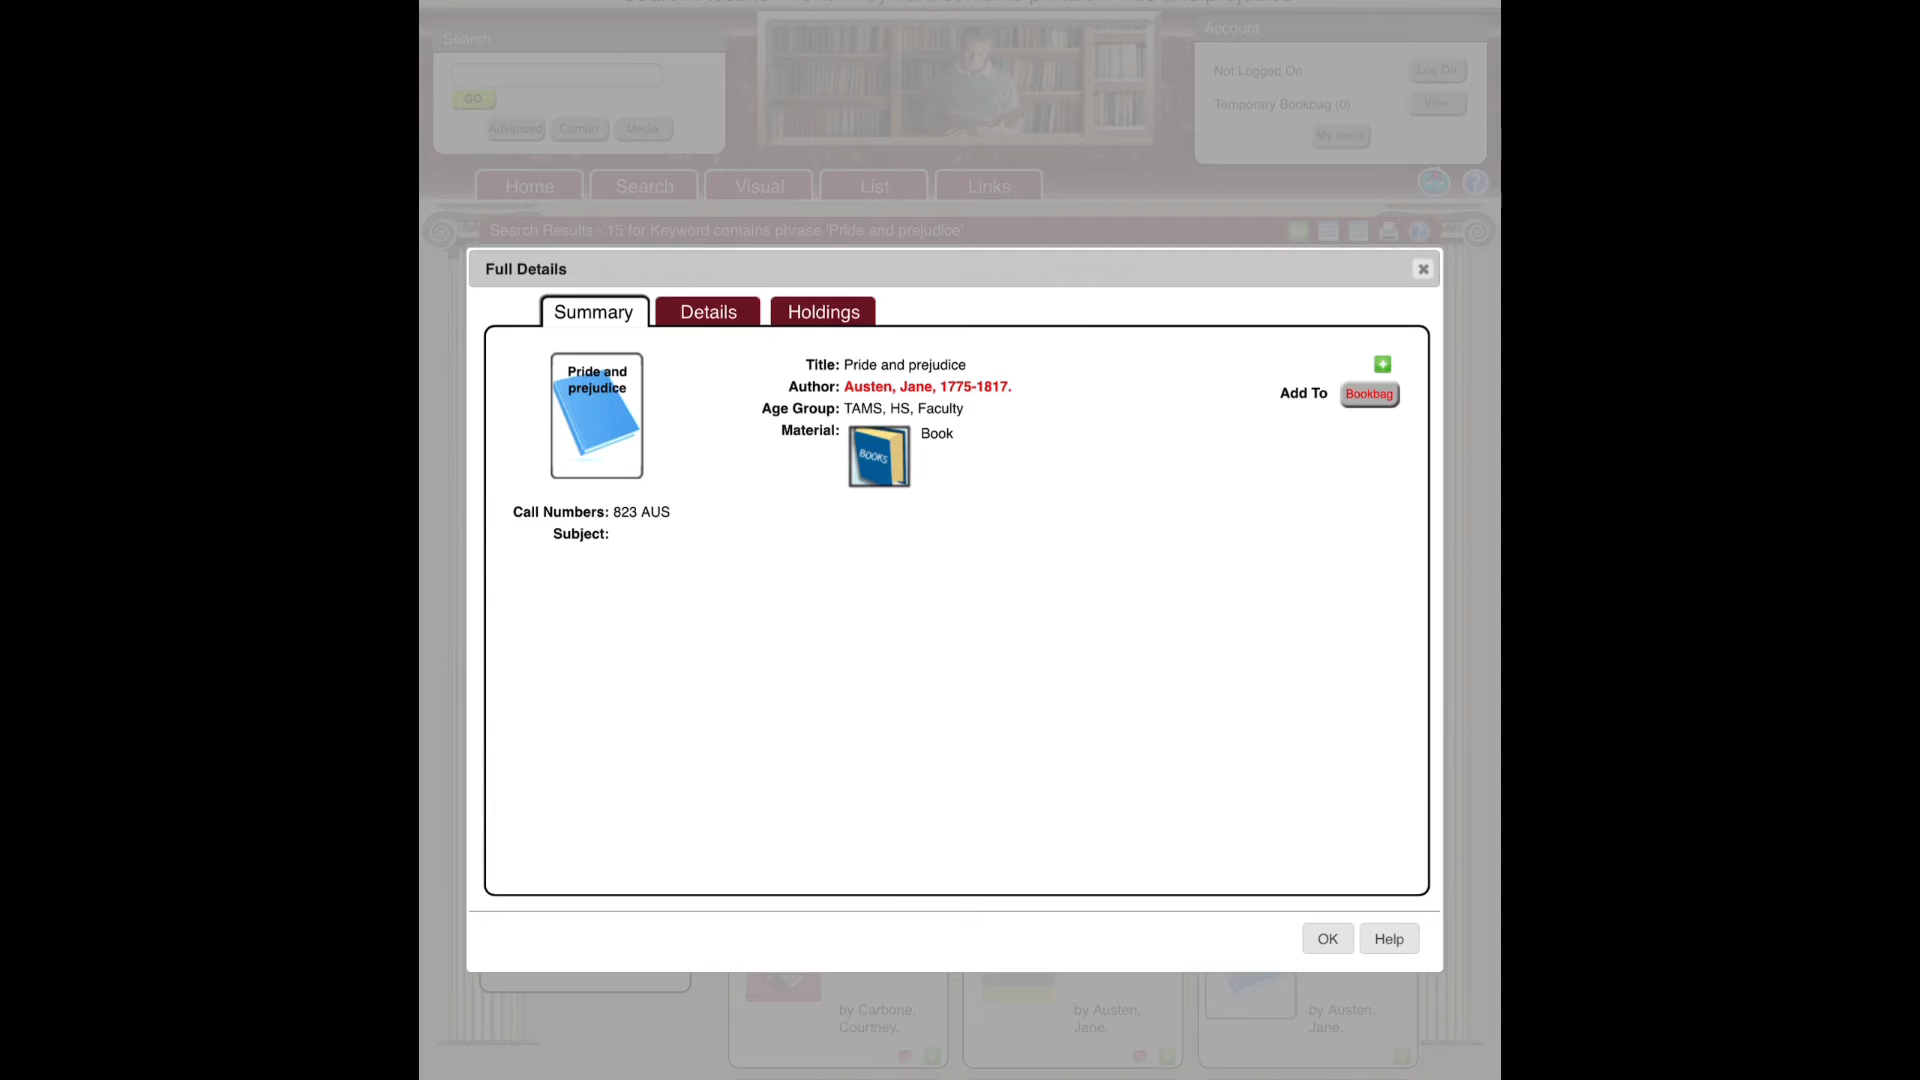 Search
Account
Not Logged On
Log On
GO
Temporary Bookbag (0)
View
Advanced
Combo
Media
My Items
Home
Search
Visual
List
Links
Search Results - 15 for Keyword contains phrase 'Pride and prejudice'
Full Details
Summary
Details
Holdings
Pride and
prejudice
Title: Pride and prejudice
Author: Austen, Jane, 1775-1817.
Age Group: TAMS, HS, Faculty
Material:
BOOKS
Book
Add To
Bookbag
Call Numbers: 823 AUS
Subject:
OK
Help
by Carbone,
Courtney.
by Austen,
Jane.
by Austen,
Jane.